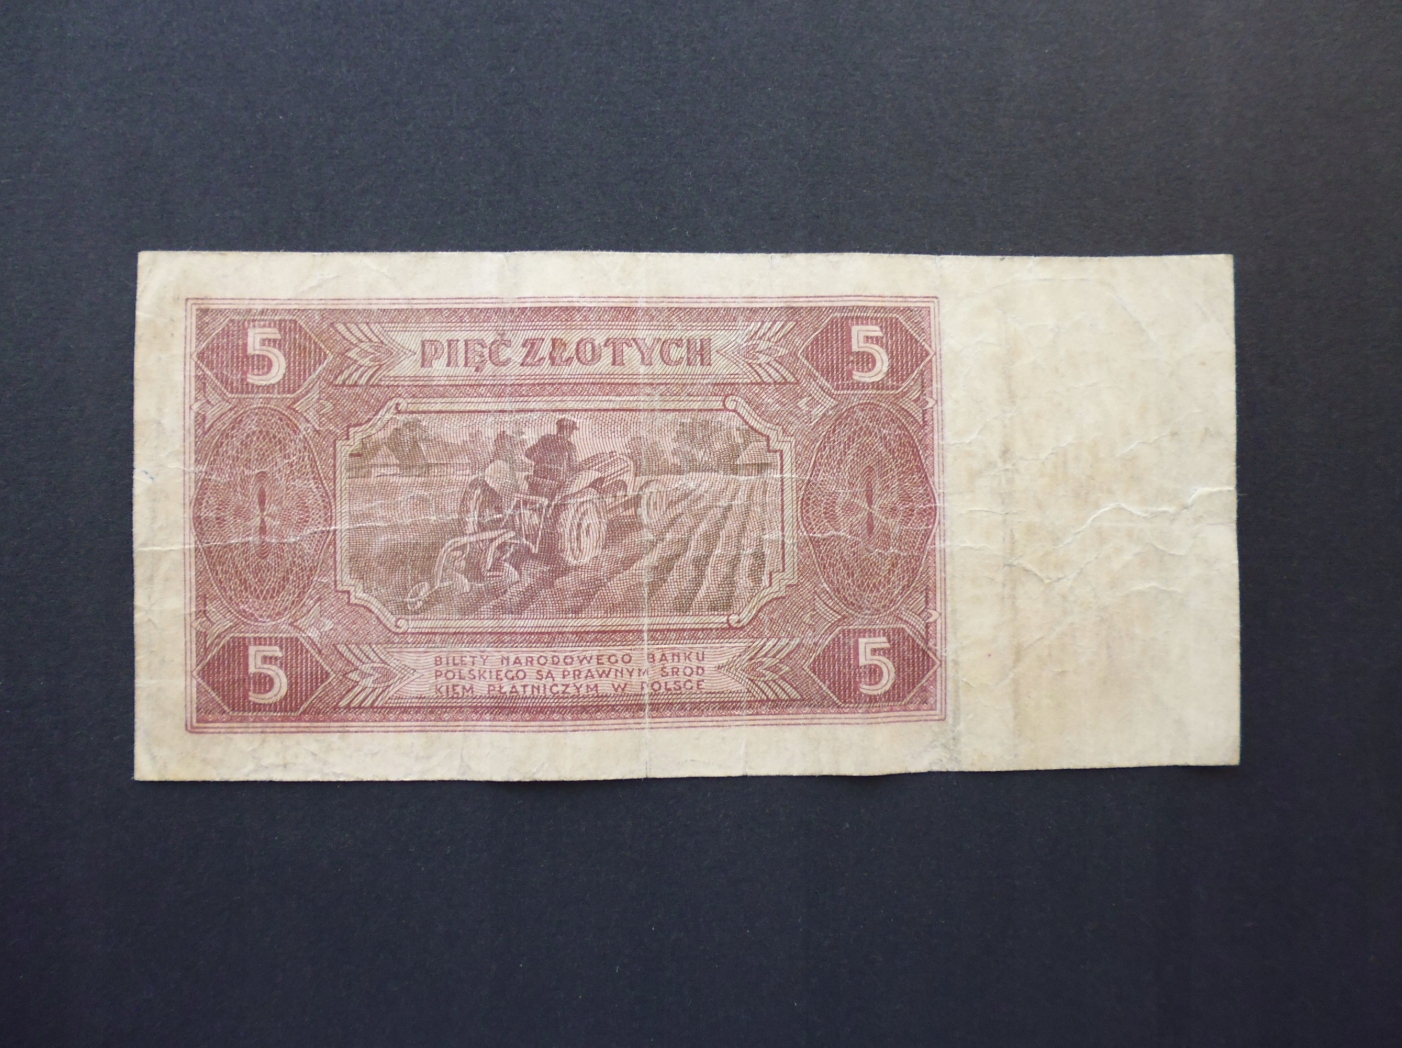 5 PIĘĆ ZŁOTYCH 5
5 BILETY NARODOWEGO BANKU 5
POLSKIEGO SĄ PRAWNYM ŚROD
KIEM PŁATNICZYM W POLSCE